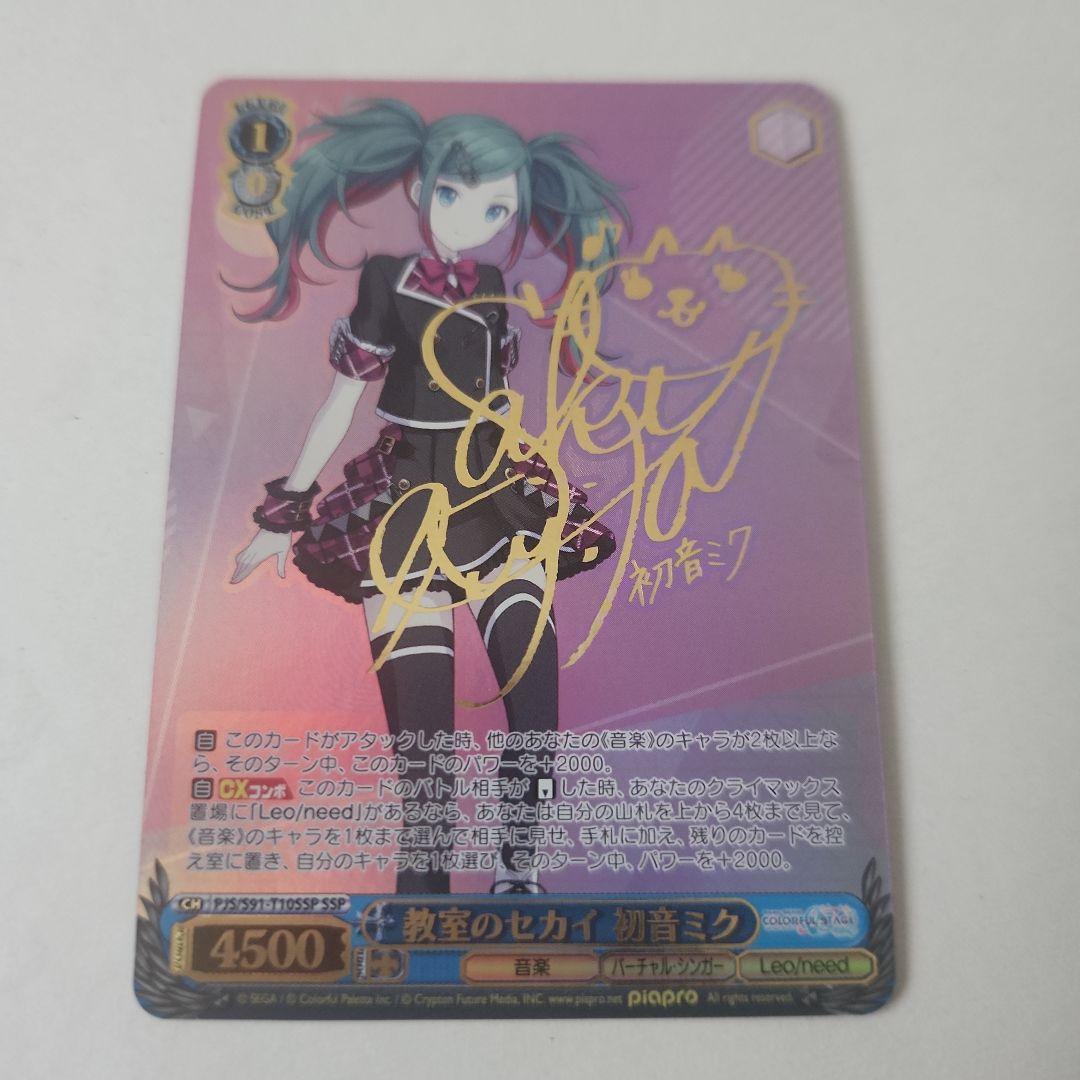 LEVEL
1
0
COST
Saki
Fujita
初音ミク
自 このカードがアタックした時、他のあなたの《音楽》のキャラが2枚以上な
ら、そのターン中、このカードのパワーを+2000。
自 CXコンボ このカードのバトル相手が した時、あなたのクライマックス
置場に「Leo/need」があるなら、あなたは自分の山札を上から4枚まで見て、
《音楽》のキャラを1枚まで選んで相手に見せ、手札に加え、残りのカードを控
え室に置き、自分のキャラを1枚選び、そのターン中、パワーを+2000。
CH PJS/S91-T10SSP SSP
POWER 4500 SOUL 教室のセカイ 初音ミク COLORFUL STAGE
音楽 バーチャル・シンガー Leo/need
© SEGA / © Colorful Palette Inc. / © Crypton Future Media, INC. www.piapro.net piapro All rights reserved.